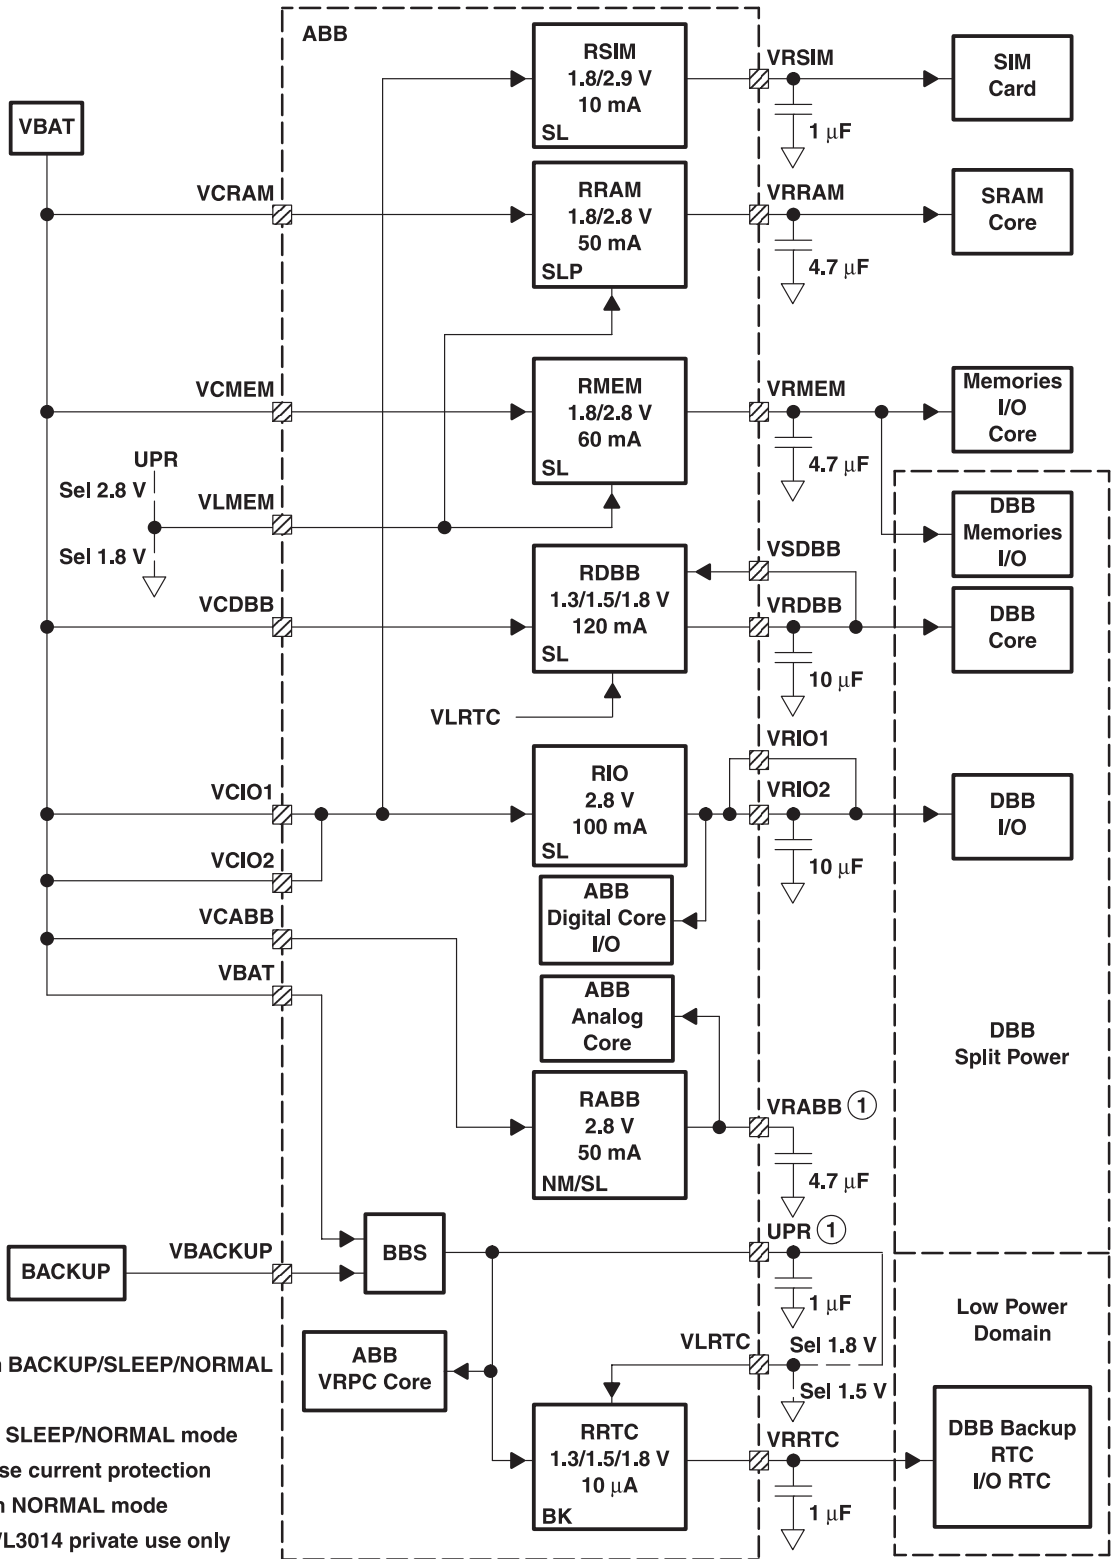 ABB
RSIM
1.8/2.9 V
10 mA
SL
VRSIM
1 μF
SIM
Card
VBAT
VCRAM
RRAM
1.8/2.8 V
50 mA
SLP
VRRAM
4.7 μF
SRAM
Core
VCMEM
RMEM
1.8/2.8 V
60 mA
SL
VRMEM
4.7 μF
Memories
I/O
Core
UPR
Sel 2.8 V
VLMEM
Sel 1.8 V
DBB
Memories
I/O
VSDBB
VCDBB
RDBB
1.3/1.5/1.8 V
120 mA
SL
VRDBB
10 μF
DBB
Core
VLRTC
VRIO1
VCIO1
RIO
2.8 V
100 mA
SL
VRIO2
10 μF
DBB
I/O
VCIO2
ABB
Digital Core
I/O
VCABB
VBAT
ABB
Analog
Core
DBB
Split Power
RABB
2.8 V
50 mA
NM/SL
VRABB 1
4.7 μF
BACKUP
VBACKUP
BBS
UPR 1
1 μF
Low Power
Domain
ABB
VRPC Core
VLRTC
Sel 1.8 V
Sel 1.5 V
RRTC
1.3/1.5/1.8 V
10 μA
BK
VRRTC
1 μF
DBB Backup
RTC
I/O RTC
BACKUP/SLEEP/NORMAL
SLEEP/NORMAL mode
se current protection
NORMAL mode
/L3014 private use only